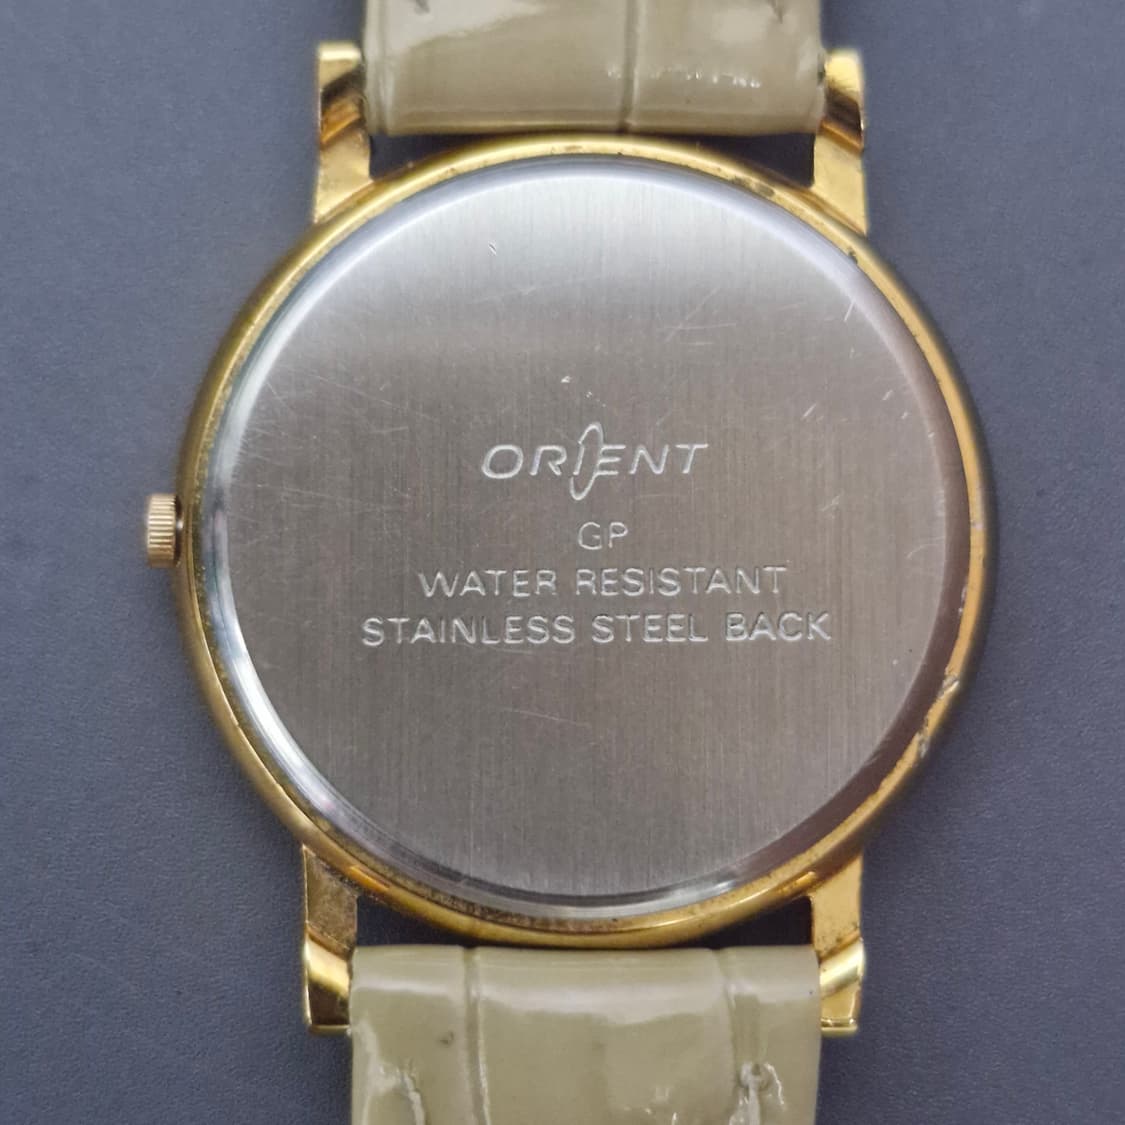 ORIENT
GP
WATER RESISTANT
STAINLESS STEEL BACK